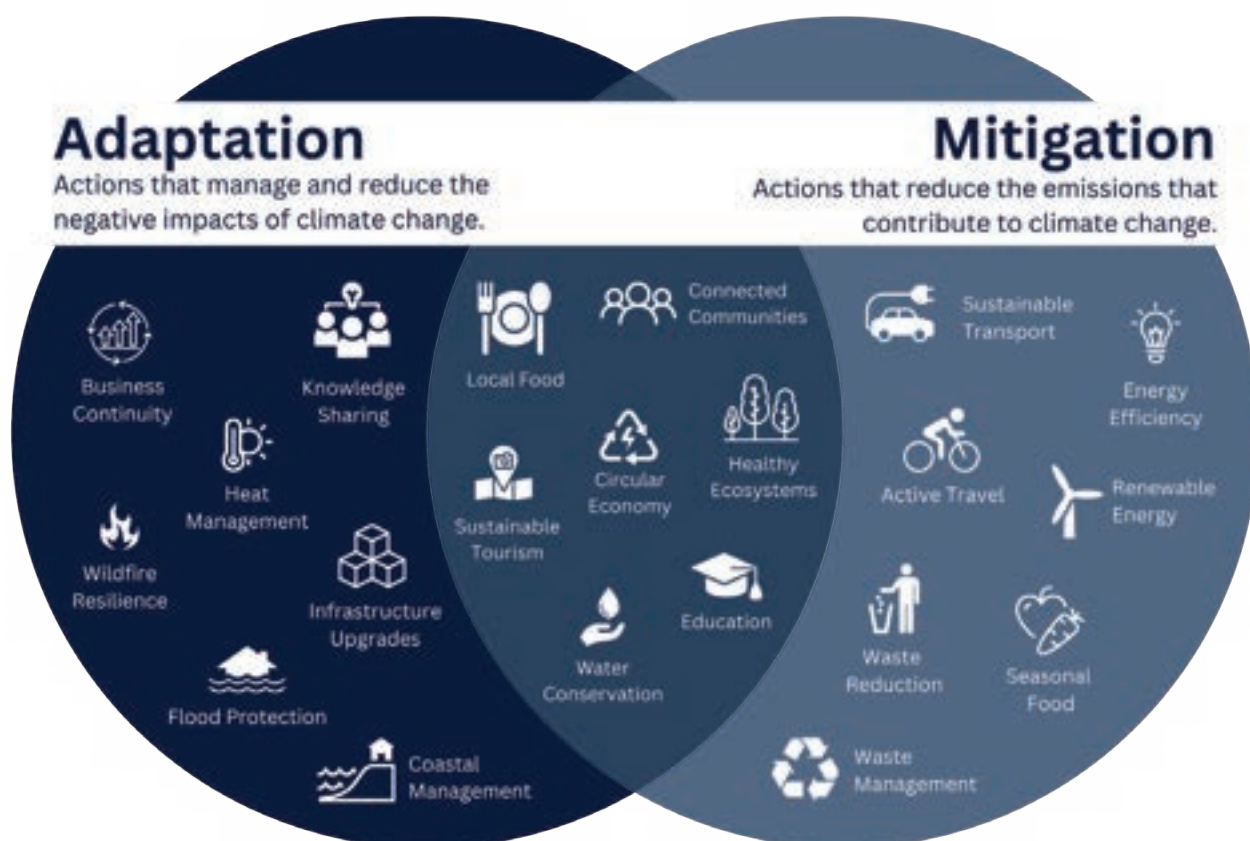 Adaptation
Actions that manage and reduce the
negative impacts of climate change.
Mitigation
Actions that reduce the emissions that
contribute to climate change.
Business
Continuity
Knowledge
Sharing
Heat
Management
Wildfire
Resilience
Infrastructure
Upgrades
Flood Protection
Coastal
Management
Local Food
Connected
Communities
Circular
Economy
Healthy
Ecosystems
Sustainable
Tourism
Education
Water
Conservation
Sustainable
Transport
Energy
Efficiency
Active Travel
Renewable
Energy
Waste
Reduction
Seasonal
Food
Waste
Management